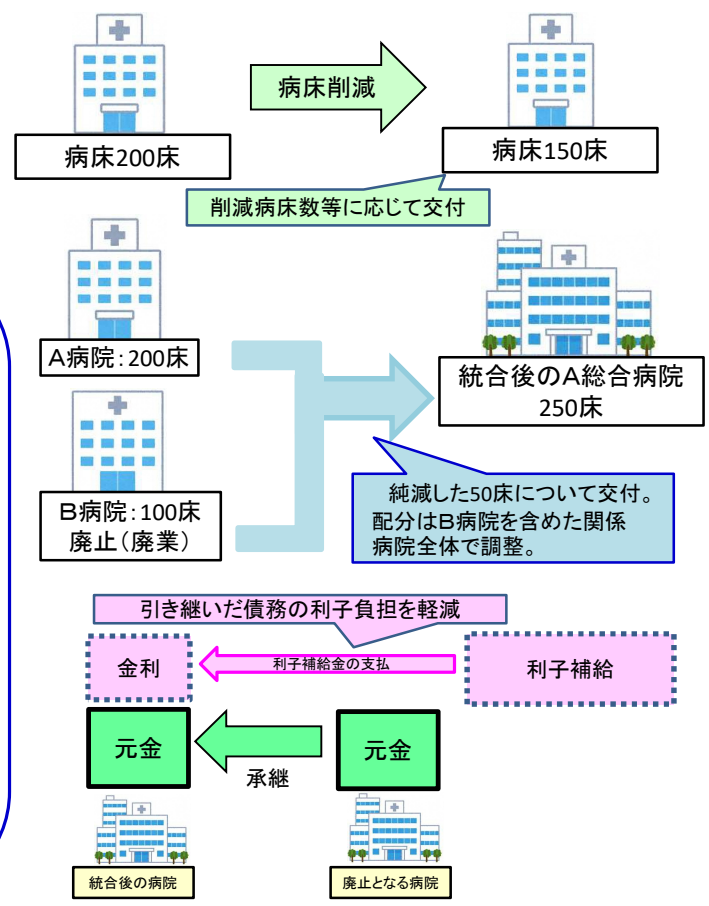 病床削減
病床200床
病床150床
削減病床数等に応じて交付
A病院：200床
統合後のA総合病院
250床
B病院：100床
廃止（廃業）
純減した50床について交付。
配分はB病院を含めた関係
病院全体で調整。
引き継いだ債務の利子負担を軽減
金利
利子補給金の支払
利子補給
元金
承継
元金
統合後の病院
廃止となる病院